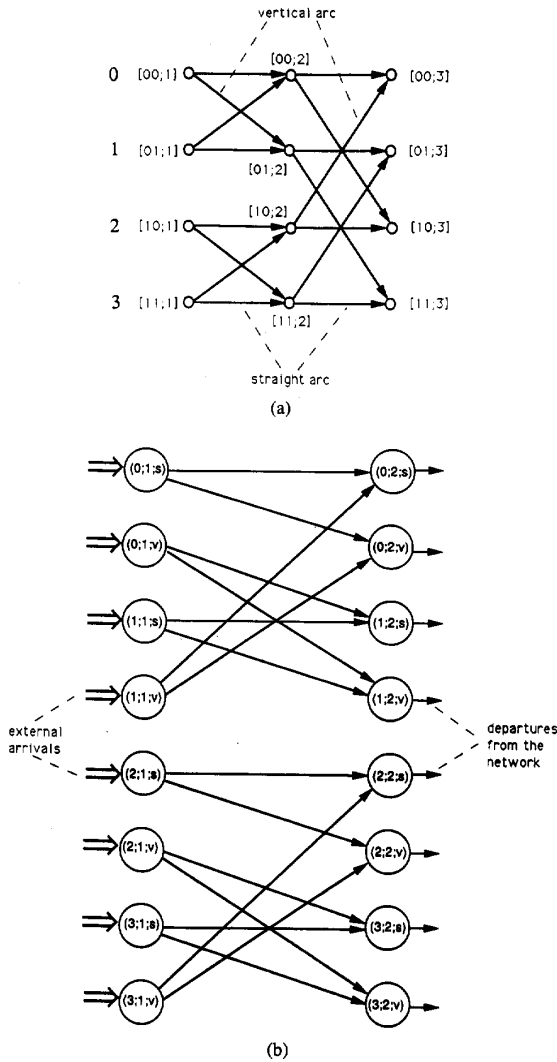 vertical arc
0 [00;1] [00;2] [00;3]
1 [01;1] [01;2] [01;3]
2 [10;1] [10;2] [10;3]
3 [11;1] [11;2] [11;3]
straight arc
(a)
(0;1;s) (0;2;s)
(0;1;v) (0;2;v)
(1;1;s) (1;2;s)
(1;1;v) (1;2;v)
external
arrivals
departures
from the
network
(2;1;s) (2;2;s)
(2;1;v) (2;2;v)
(3;1;s) (3;2;s)
(3;1;v) (3;2;v)
(b)